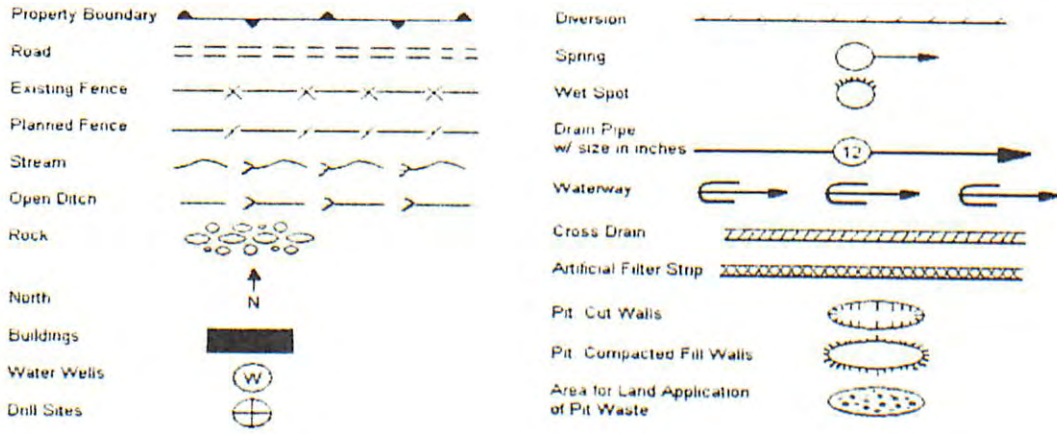 Property Boundary
Road
Existing Fence
Planned Fence
Stream
Open Ditch
Rock
North
N
Buildings
Water Wells
W
Drill Sites
Diversion
Spring
Wet Spot
Drain Pipe
w/ size in inches
12
Waterway
Cross Drain
Artificial Filter Strip
Pit: Cut Walls
Pit: Compacted Fill Walls
Area for Land Application
of Pit Waste